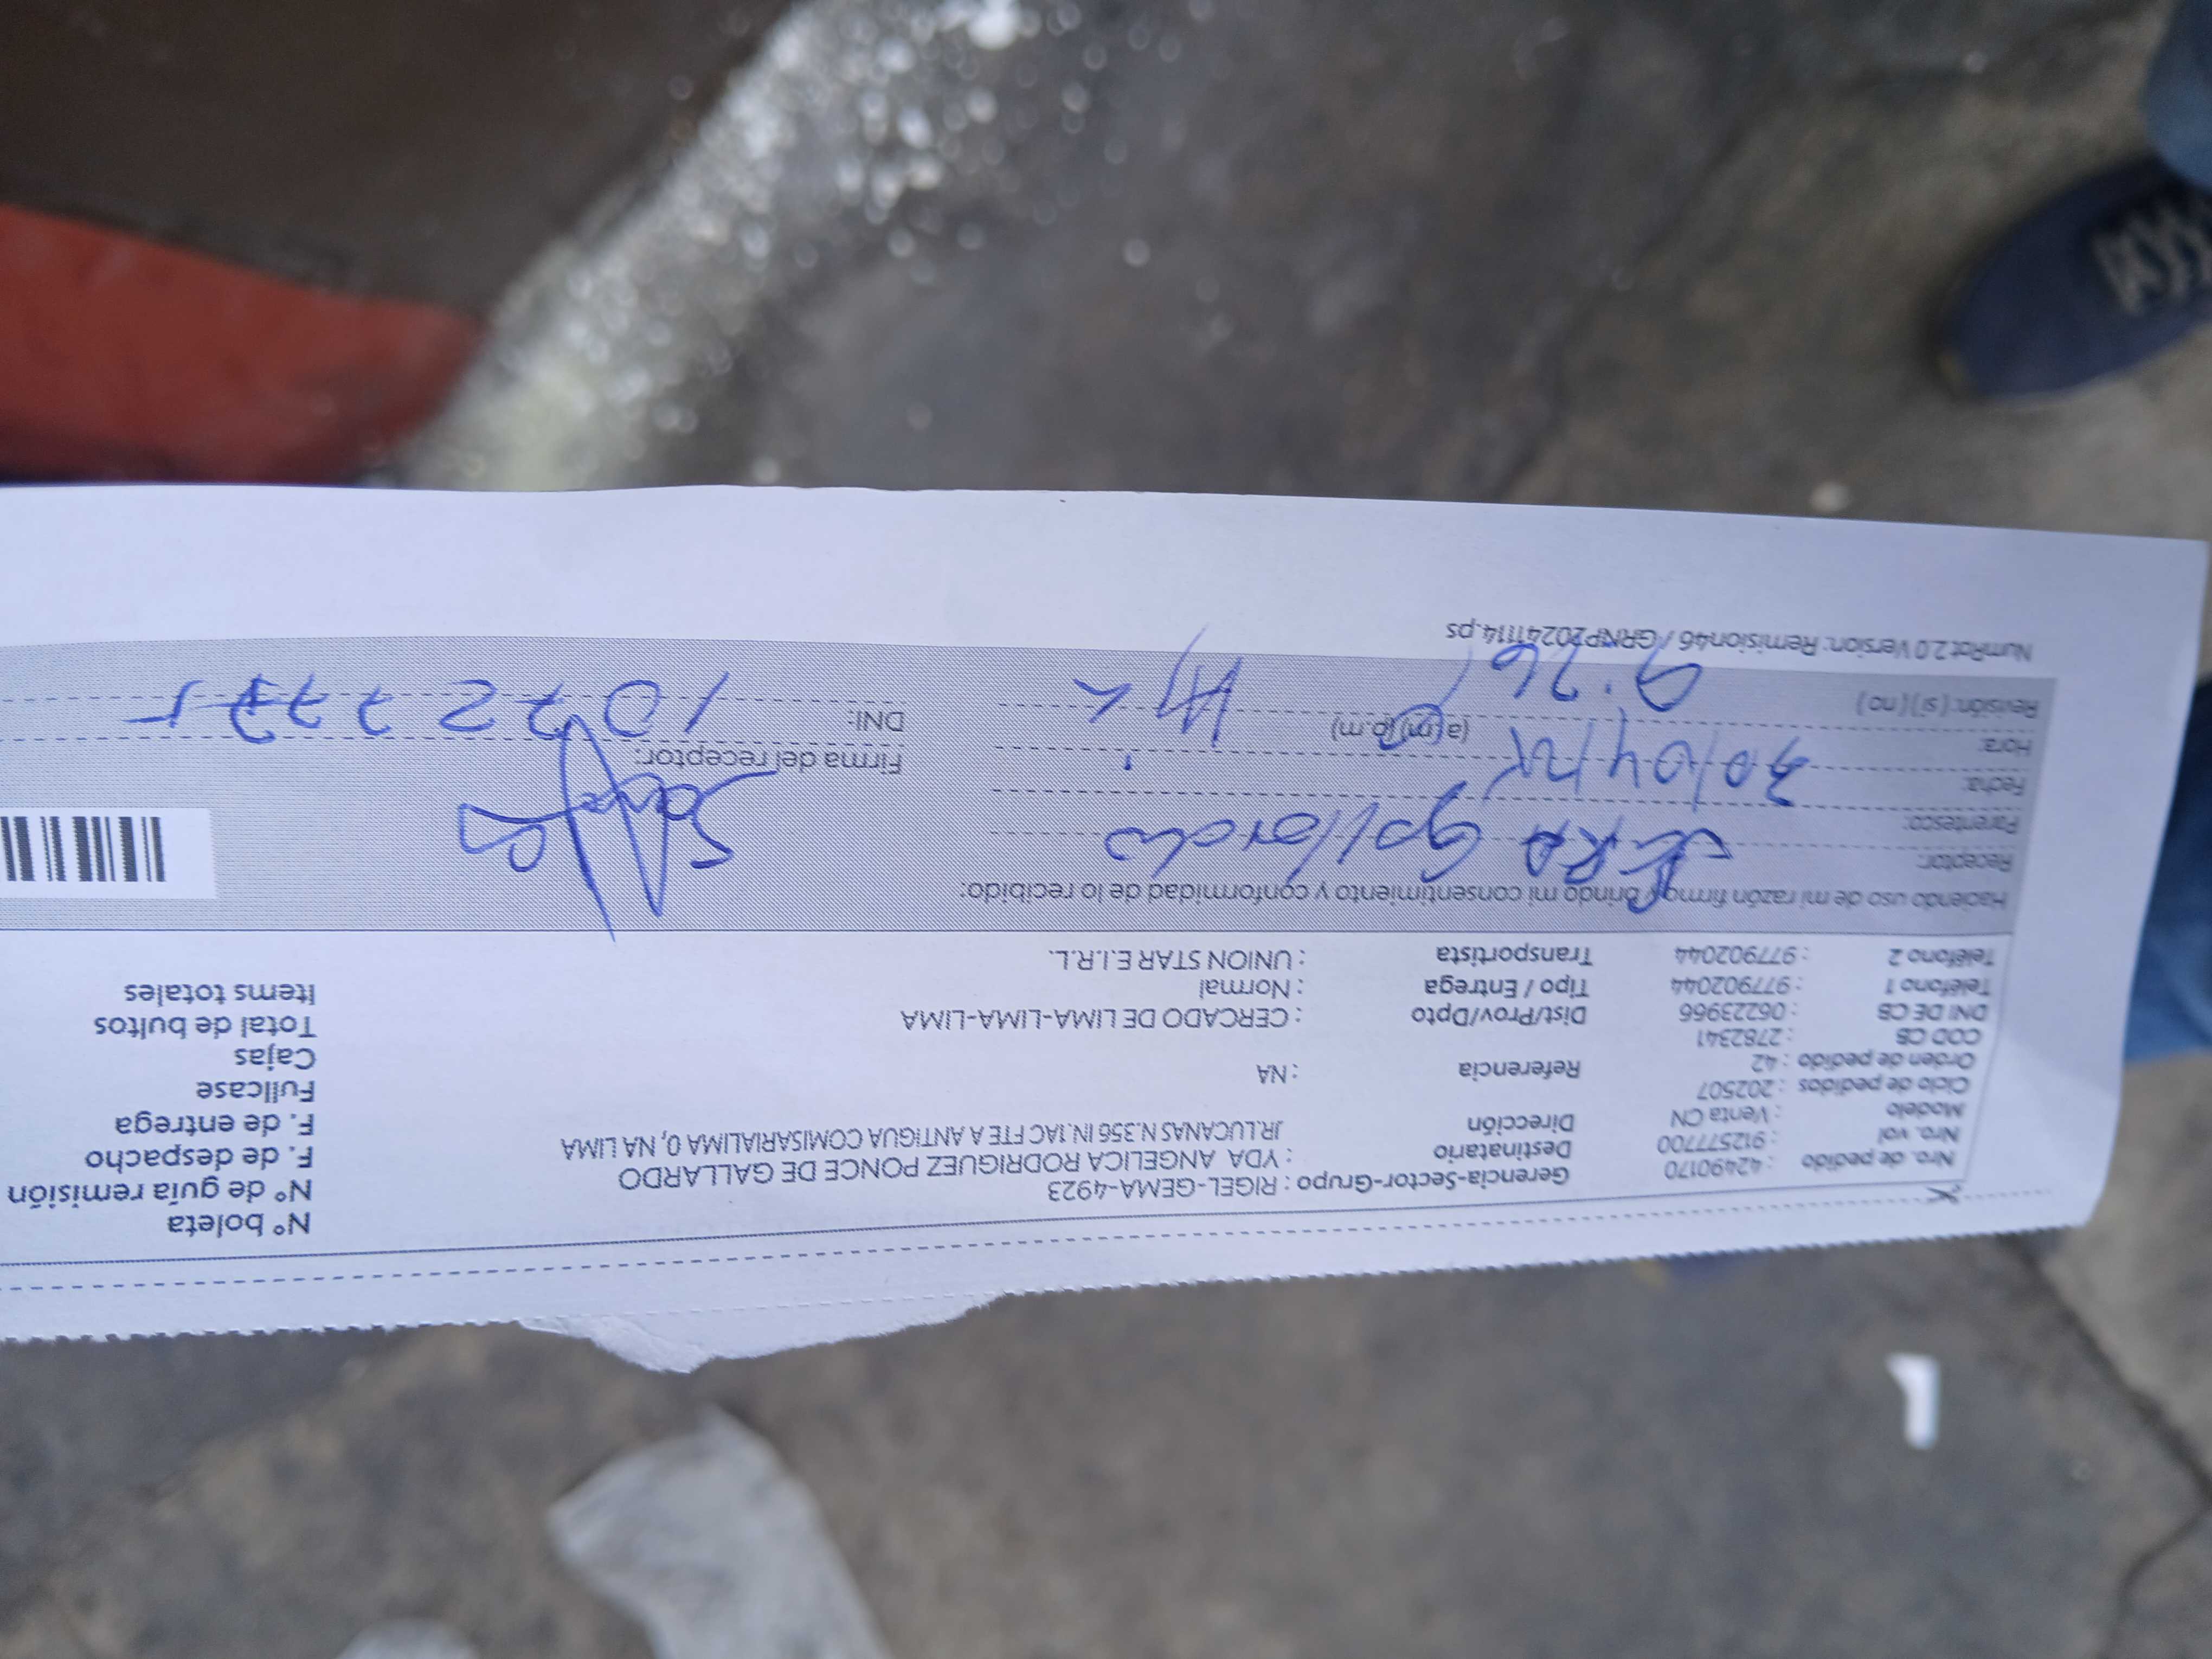 Nro. de pedido : 42490170 Gerencia-Sector-Grupo : RIGEL-GEMA-4923 N° boleta
Nro. vol : 912577700 Destinatario : YDA ANGELICA RODRIGUEZ PONCE DE GALLARDO N° de guía remisión
Modelo : Venta CN Dirección JR.LUCANAS N.356 IN.1AC FTE A ANTIGUA COMISARIALIMA 0, NA LIMA F. de despacho
Ciclo de pedidos : 202507 F. de entrega
Orden de pedido : 42 Referencia : NA Fullcase
COD CB : 2782341 Cajas
DNI DE CB : 06223966 Dist/Prov/Dpto : CERCADO DE LIMA-LIMA-LIMA Total de bultos
Teléfono 1 : 977902044 Tipo / Entrega : Normal Items totales
Teléfono 2 : 977902044 Transportista : UNION STAR E.I.R.L.
Haciendo uso de mi razón firmo y brindo mi consentimiento y conformidad de lo recibido:
Receptor: Gallardo
Parentesco:
Fecha: 30/04/ Firma del receptor:
Hora: 9:26 (a.m) (p.m) DNI:
Revisión: (si) (no)
NumRot 2.0 Version: Remision46 / GRNP20241114.ps